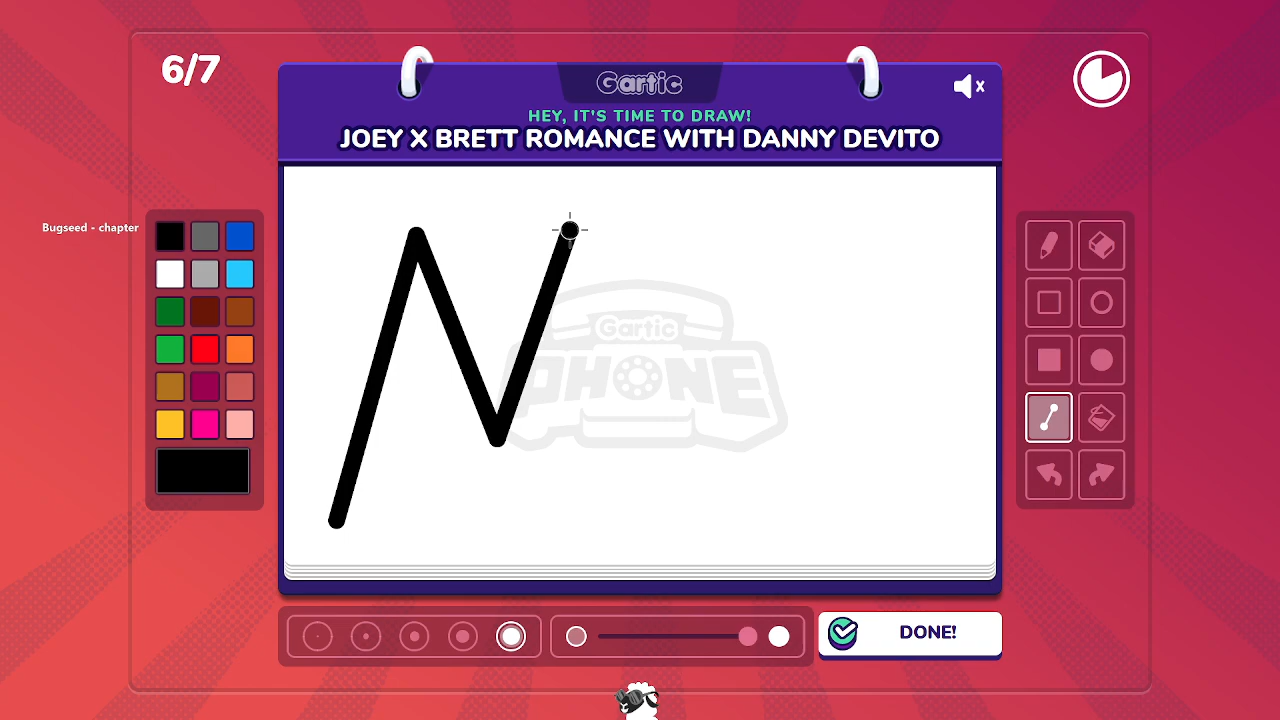 6/7
Gartic
HEY, IT'S TIME TO DRAW!
JOEY X BRETT ROMANCE WITH DANNY DEVITO
Bugseed - chapter
N
Gartic
PHONE
DONE!